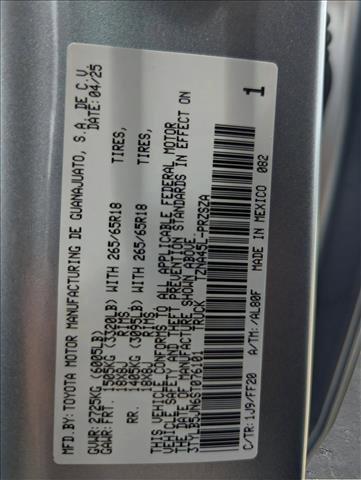 MFD.BY: TOYOTA MOTOR MANUFACTURING DE GUANAJUATO, S.A. DE C.V.
DATE: 04/25
GVWR: 2725KG (6005LB)
GAWR: FRT. 1505KG (3320LB) WITH 265/65R18 TIRES,
18X8J RIMS,
RR. 1405KG (3095LB) WITH 265/65R18 TIRES,
18X8J RIMS,
THIS VEHICLE CONFORMS TO ALL APPLICABLE FEDERAL MOTOR
VEHICLE SAFETY AND THEFT PREVENTION STANDARDS IN EFFECT ON
THE DATE OF MANUFACTURE SHOWN ABOVE.
3TYLB5JN6ST076101 TRUCK TZNA45L-PRZSZA
C/TR: 1J9/FF20 A/TM: /AL80F MADE IN MEXICO 082
1